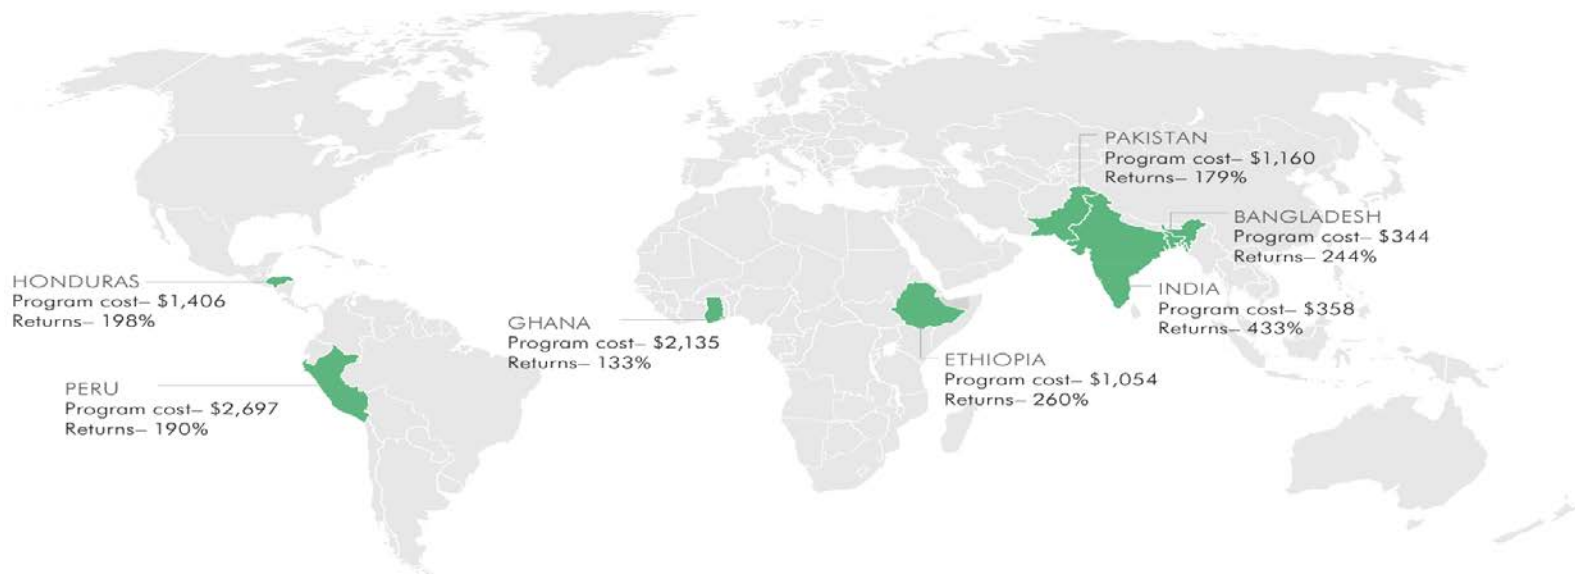 PAKISTAN
Program cost– $1,160
Returns– 179%
BANGLADESH
Program cost– $344
Returns– 244%
HONDURAS
Program cost– $1,406
Returns– 198%
INDIA
Program cost– $358
Returns– 433%
GHANA
Program cost– $2,135
Returns– 133%
ETHIOPIA
Program cost– $1,054
Returns– 260%
PERU
Program cost– $2,697
Returns– 190%